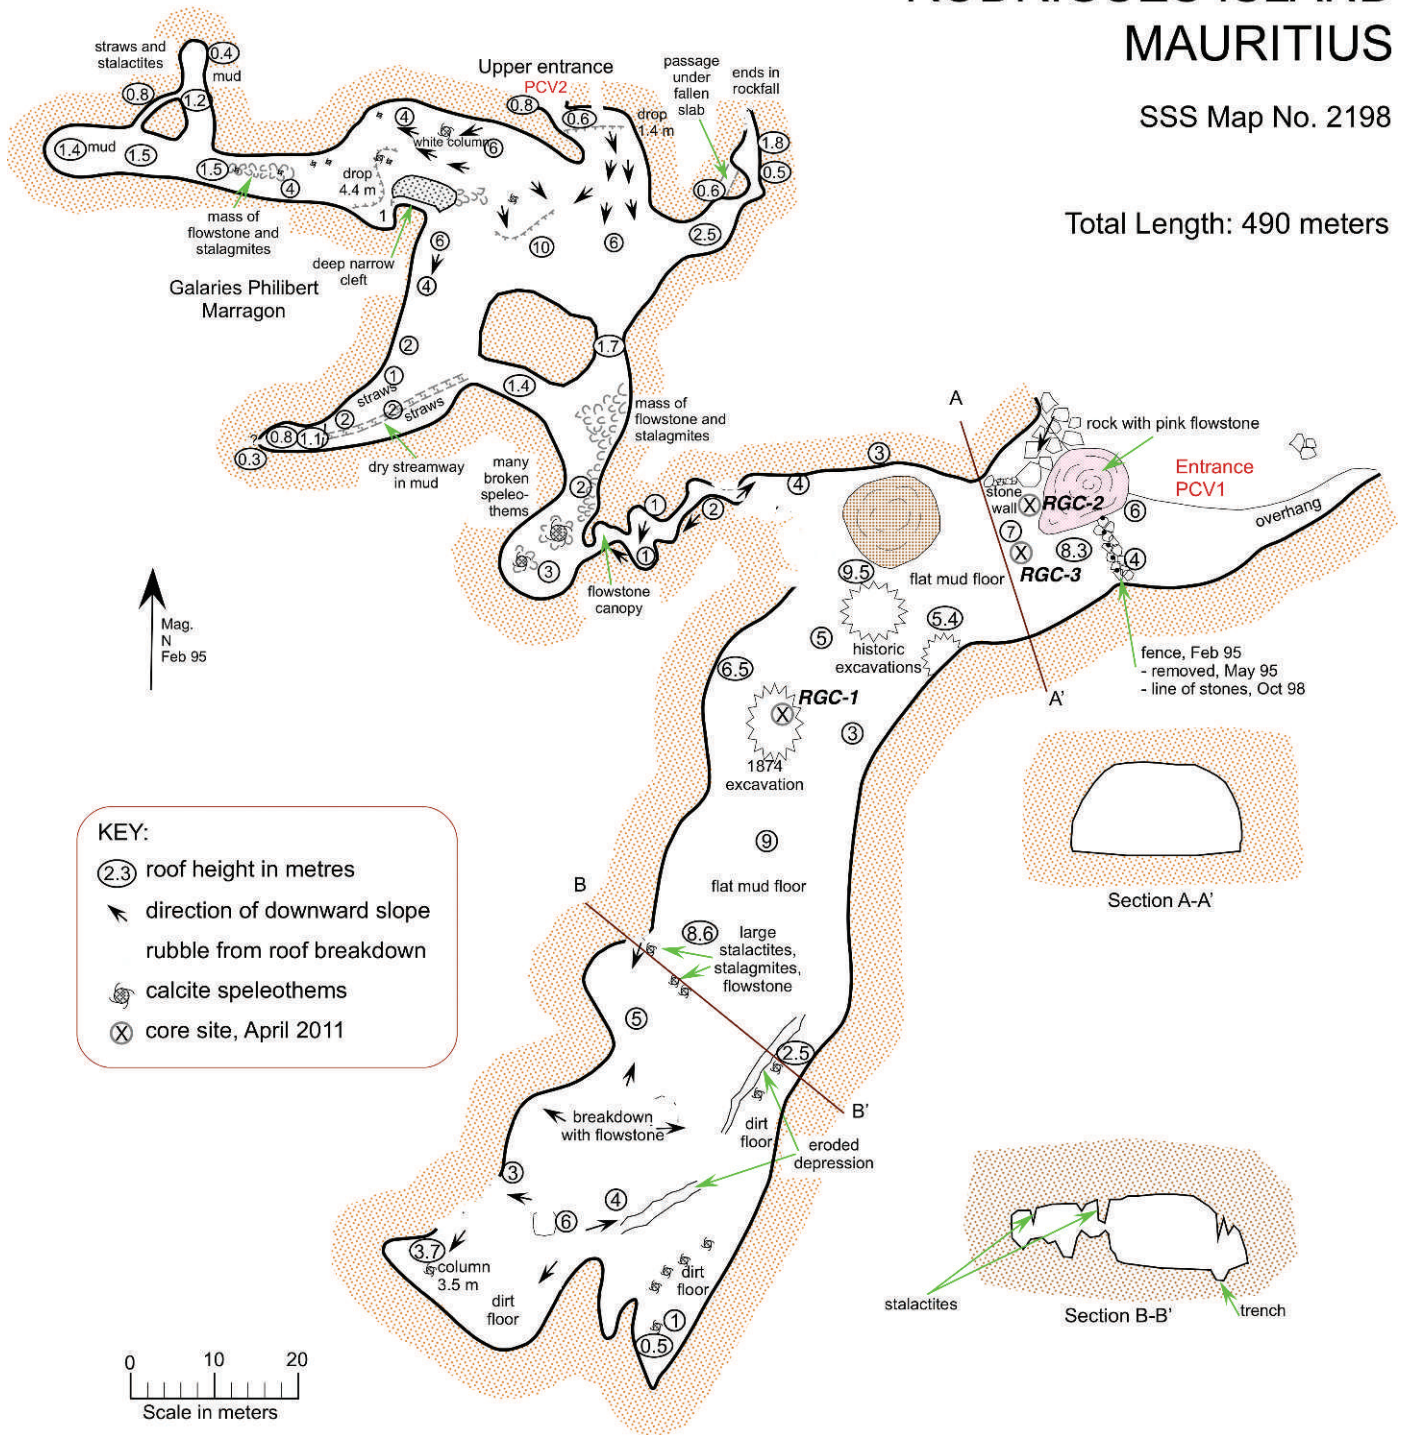 RODRIGUES ISLAND
MAURITIUS
SSS Map No. 2198
Total Length: 490 meters
straws and
stalactites
0.4
mud
0.8
1.2
1.4
mud
1.5
1.5
4
mass of
flowstone and
stalagmites
Galaries Philibert
Marragon
Upper entrance
PCV2
0.8
0.6
drop
1.4 m
passage
under
fallen
slab
ends in
rockfall
1.8
0.5
0.6
2.5
4
white column
6
drop
4.4 m
1
deep narrow
cleft
6
4
10
6
2
1
straws
2
2
straws
1.4
1.7
?
0.8
1.1
0.3
dry streamway
in mud
mass of
flowstone and
stalagmites
many
broken
speleo-
thems
2
3
1
2
1
flowstone
canopy
4
3
A
rock with pink flowstone
Entrance
PCV1
stone
wall
RGC-2
6
overhang
7
8.3
4
RGC-3
9.5
flat mud floor
5.4
5
historic
excavations
A'
fence, Feb 95
- removed, May 95
- line of stones, Oct 98
Mag.
N
Feb 95
6.5
RGC-1
3
1874
excavation
9
flat mud floor
Section A-A'
KEY:
2.3 roof height in metres
direction of downward slope
rubble from roof breakdown
calcite speleothems
core site, April 2011
B
8.6
large
stalactites,
stalagmites,
flowstone
5
2.5
B'
breakdown
with flowstone
dirt
floor
eroded
depression
3
4
6
3.7
column
3.5 m
dirt
floor
dirt
floor
1
0.5
stalactites
Section B-B'
trench
0 10 20
Scale in meters